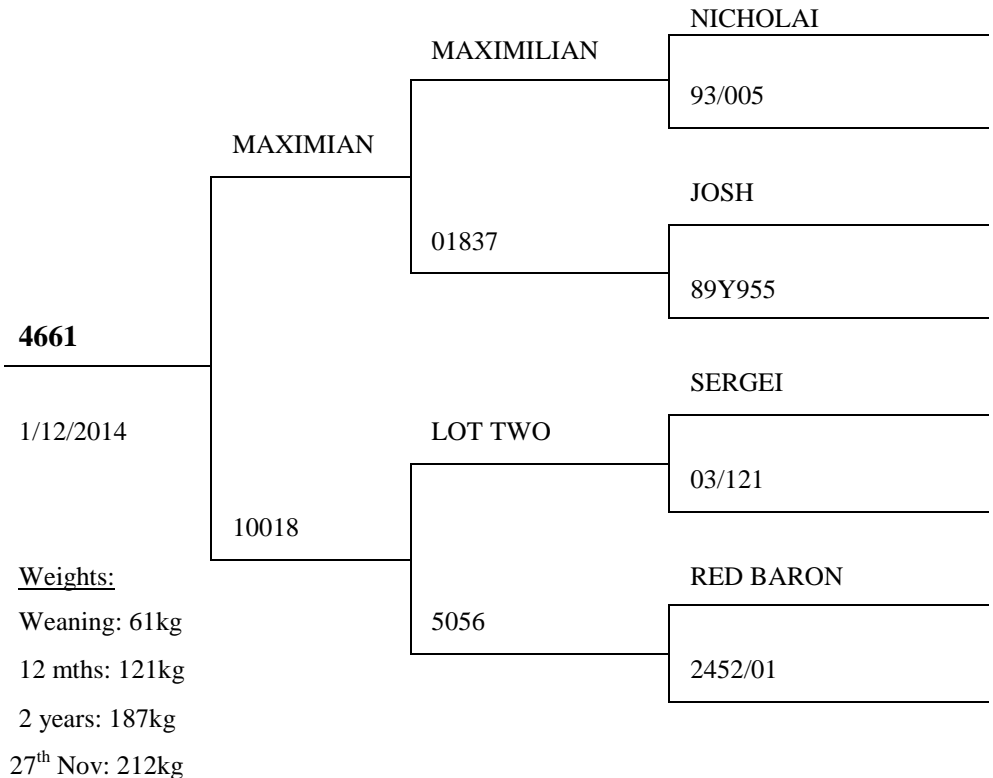 NICHOLAI
MAXIMILIAN
93/005
MAXIMIAN
JOSH
01837
89Y955
4661
SERGEI
1/12/2014
LOT TWO
03/121
10018
Weights:
RED BARON
Weaning: 61kg
5056
12 mths: 121kg
2452/01
2 years: 187kg
27th Nov: 212kg